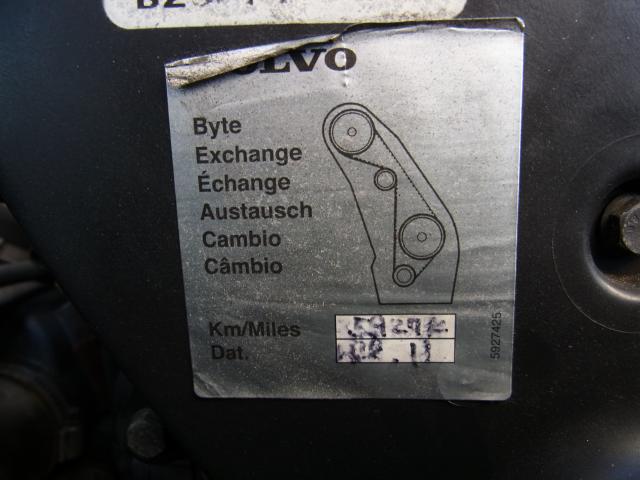 VOLVO
Byte
Exchange
Échange
Austausch
Cambio
Câmbio
Km/Miles
Dat.
5927425